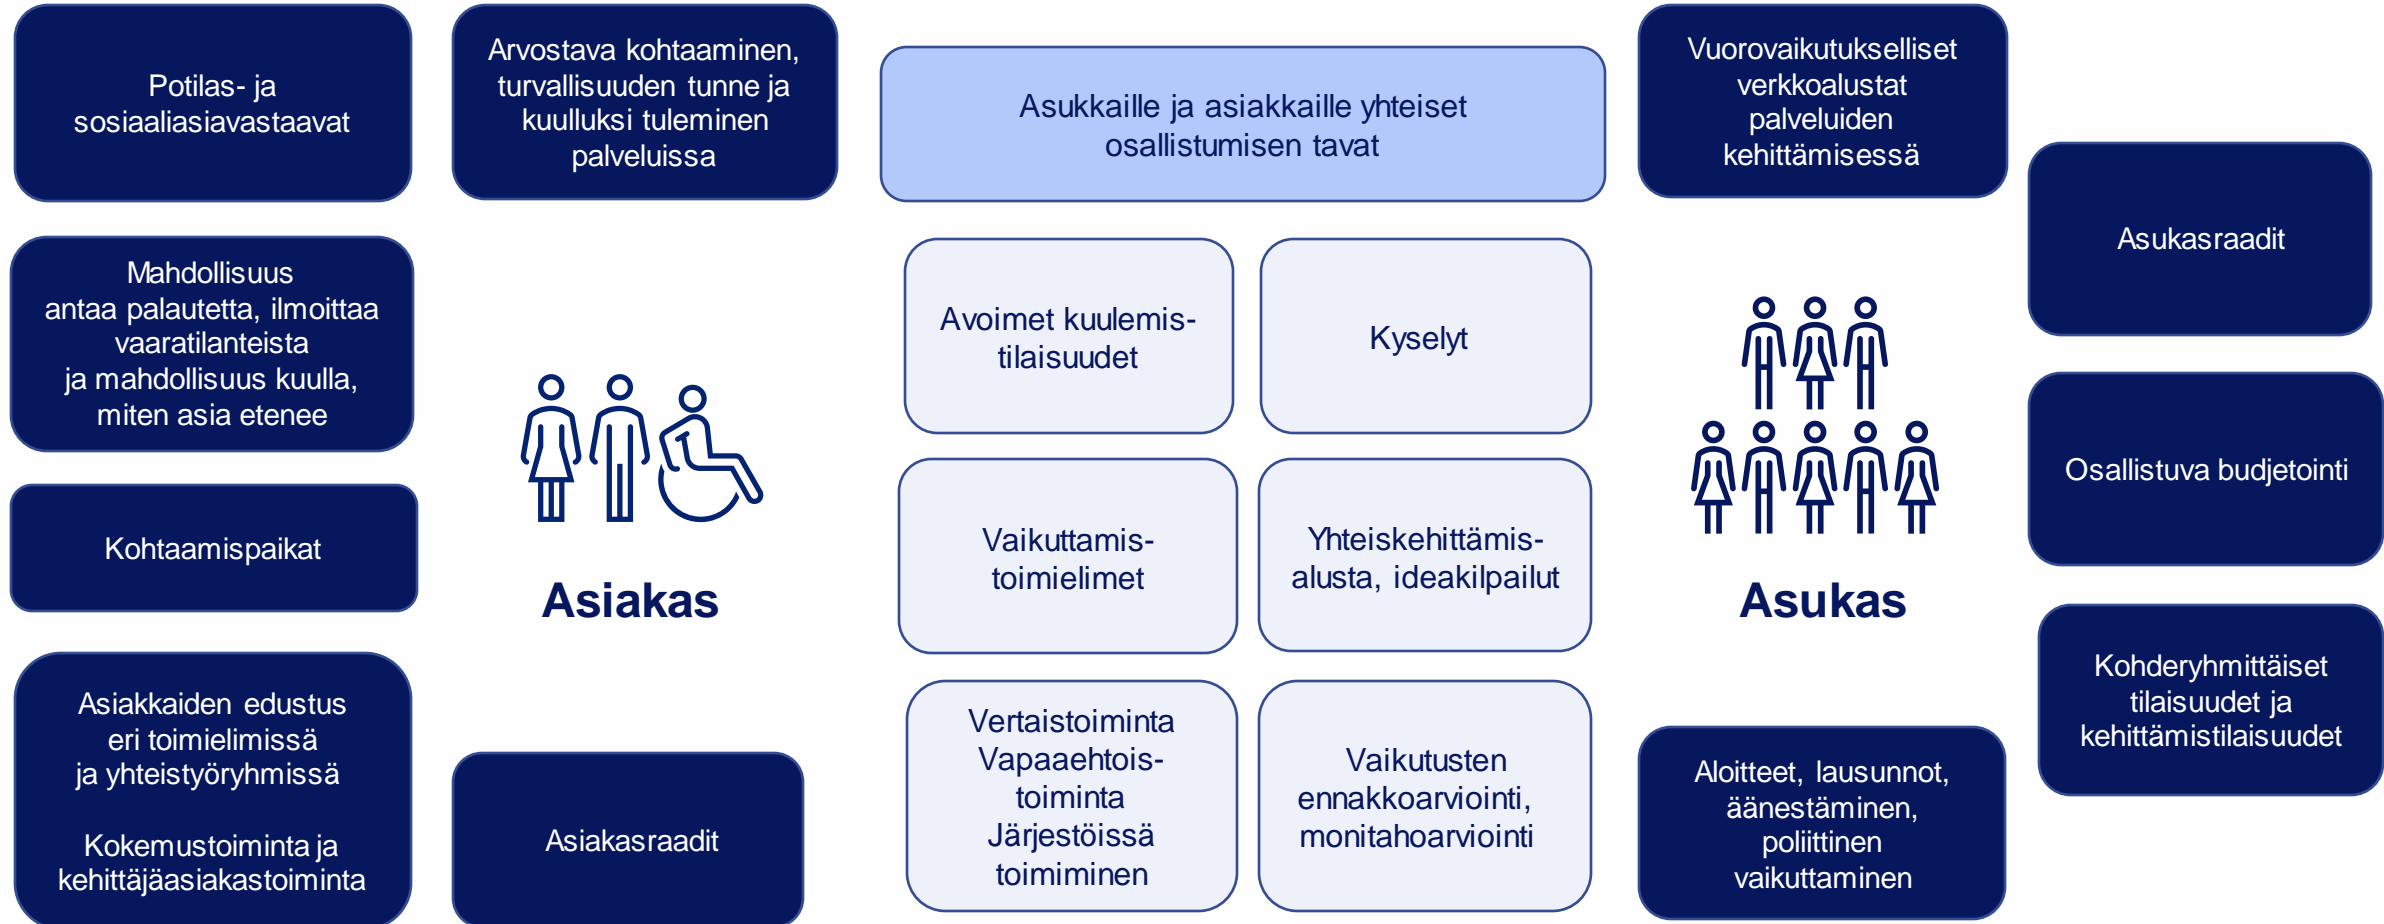 Potilas- ja
sosiaaliasiavastaavat
Arvostava kohtaaminen,
turvallisuuden tunne ja
kuulluksi tuleminen
palveluissa
Mahdollisuus
antaa palautetta, ilmoittaa
vaaratilanteista
ja mahdollisuus kuulla,
miten asia etenee
Kohtaamispaikat
Asiakas
Asiakkaiden edustus
eri toimielimissä
ja yhteistyöryhmissä
Kokemustoiminta ja
kehittäjäasiakastoiminta
Asiakasraadit
Asukkaille ja asiakkaille yhteiset
osallistumisen tavat
Avoimet kuulemis-
tilaisuudet
Kyselyt
Vaikuttamis-
toimielimet
Yhteiskehittämis-
alusta, ideakilpailut
Vertaistoiminta
Vapaaehtois-
toiminta
Järjestöissä
toimiminen
Vaikutusten
ennakkoarviointi,
monitahoarviointi
Vuorovaikutukselliset
verkkoalustat
palveluiden
kehittämisessä
Asukasraadit
Osallistuva budjetointi
Asukas
Kohderyhmittäiset
tilaisuudet ja
kehittämistilaisuudet
Aloitteet, lausunnot,
äänestäminen,
poliittinen
vaikuttaminen